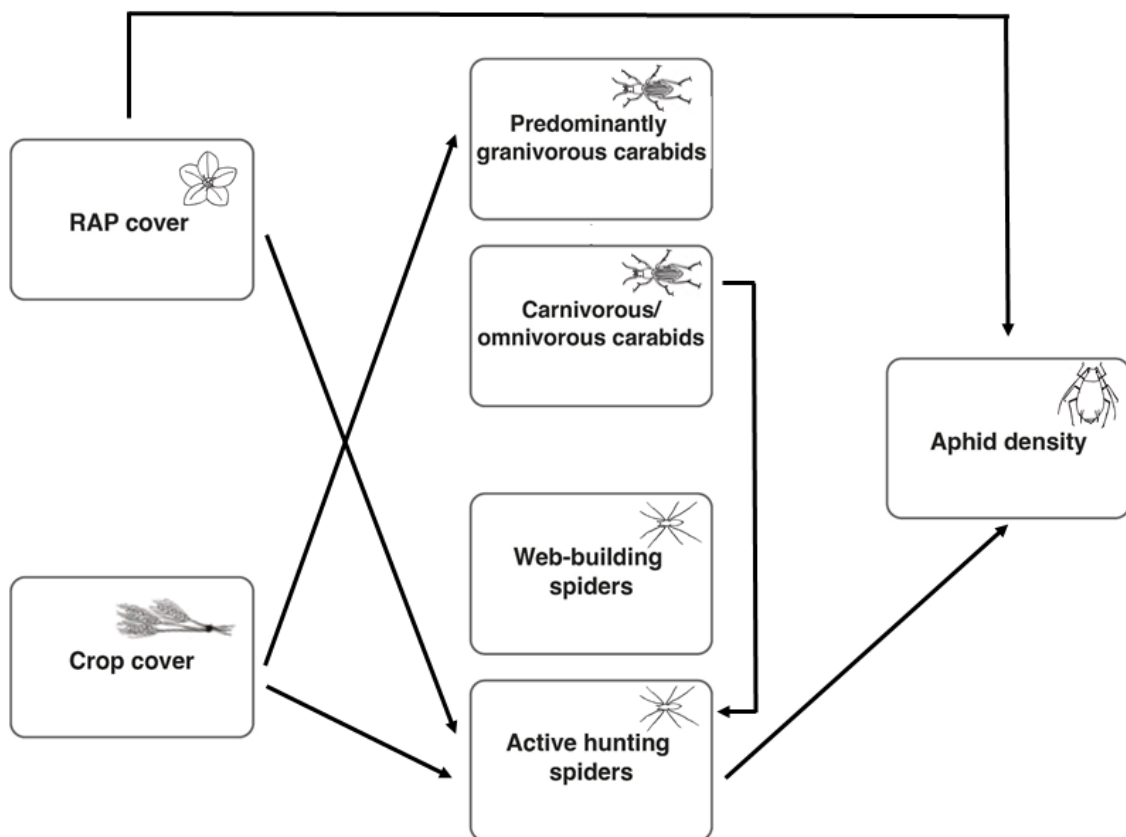 Predominantly
granivorous carabids
RAP cover
Carnivorous/
omnivorous carabids
Aphid density
Web-building
spiders
Crop cover
Active hunting
spiders